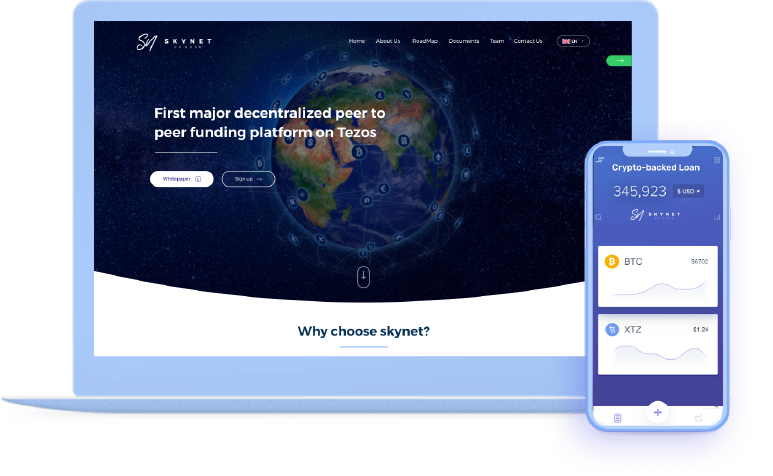 SKYNET
Home
About Us
RoadMap
Documents
Team
Contact Us
EN
First major decentralized peer to
peer funding platform on Tezos
Whitepaper
Sign up
Why choose skynet?
Crypto-backed Loan
345,923
$ USD
SKYNET
BTC
$6702
XTZ
$1.24